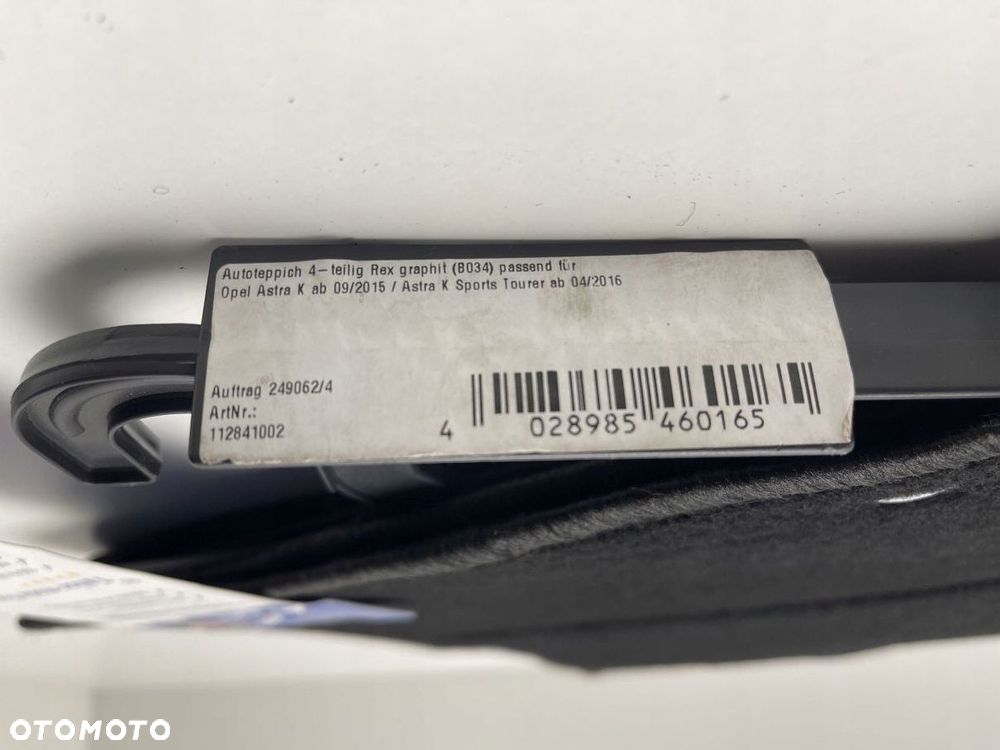 Autoteppich 4-teilig Rex graphit (B034) passend für
Opel Astra K ab 09/2015 / Astra K Sports Tourer ab 04/2016
Auftrag 249062/4
ArtNr.:
112841002
4 028985 460165
OTOMOTO